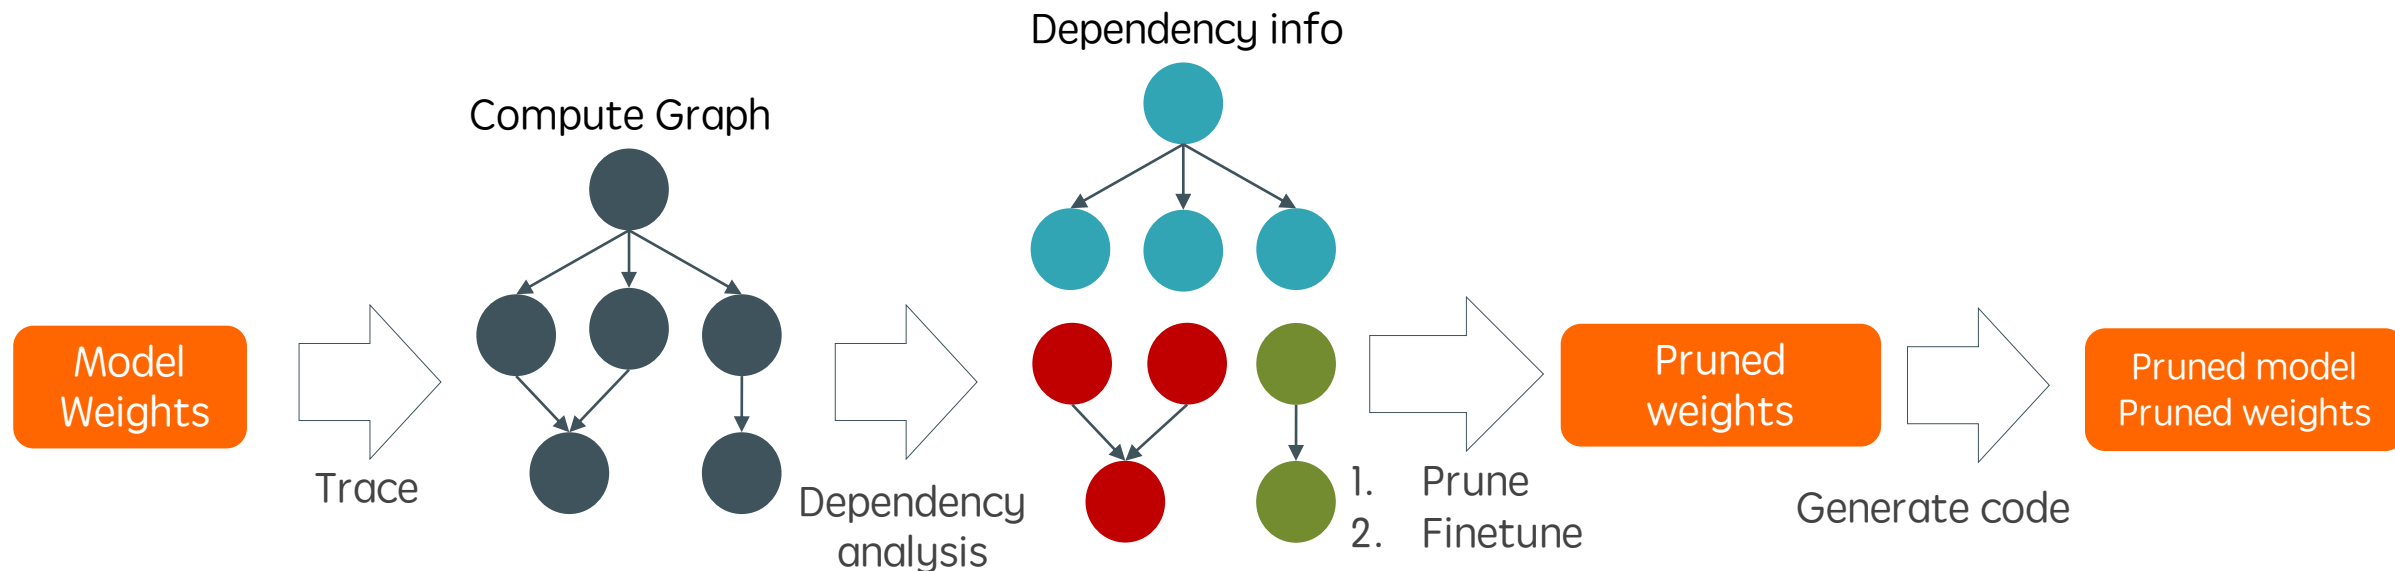 Model
Weights
Trace
Compute Graph
Dependency
analysis
Dependency info
1. Prune
2. Finetune
Pruned
weights
Generate code
Pruned model
Pruned weights